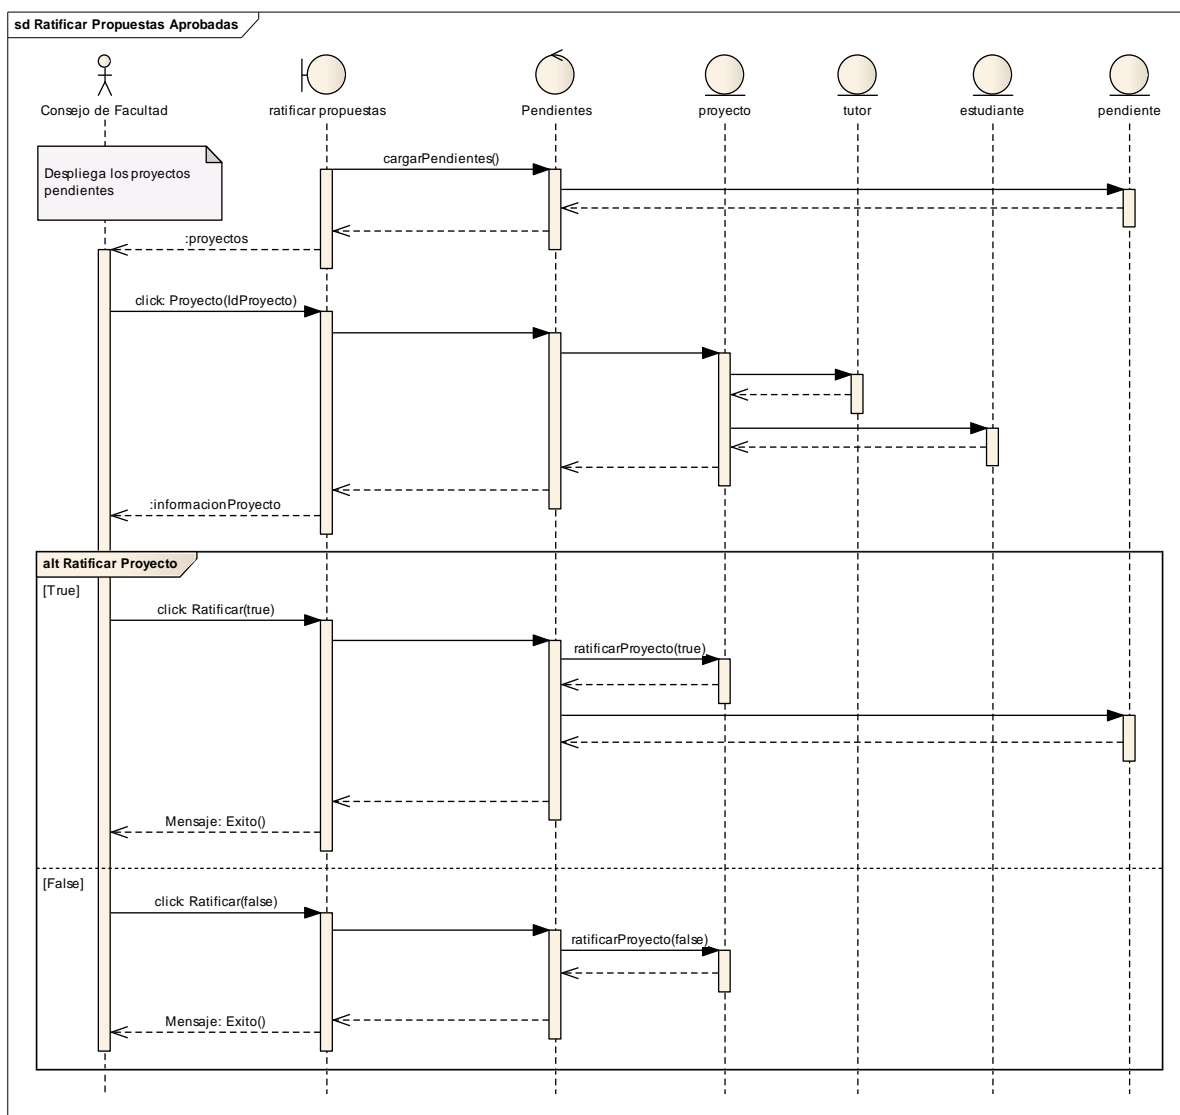 sd Ratificar Propuestas Aprobadas
Consejo de Facultad
ratificar propuestas
Pendientes
proyecto
tutor
estudiante
pendiente
Despliega los proyectos
pendientes
cargarPendientes()
:proyectos
click: Proyecto(IdProyecto)
:informacionProyecto
alt Ratificar Proyecto
[True]
click: Ratificar(true)
ratificarProyecto(true)
Mensaje: Exito()
[False]
click: Ratificar(false)
ratificarProyecto(false)
Mensaje: Exito()